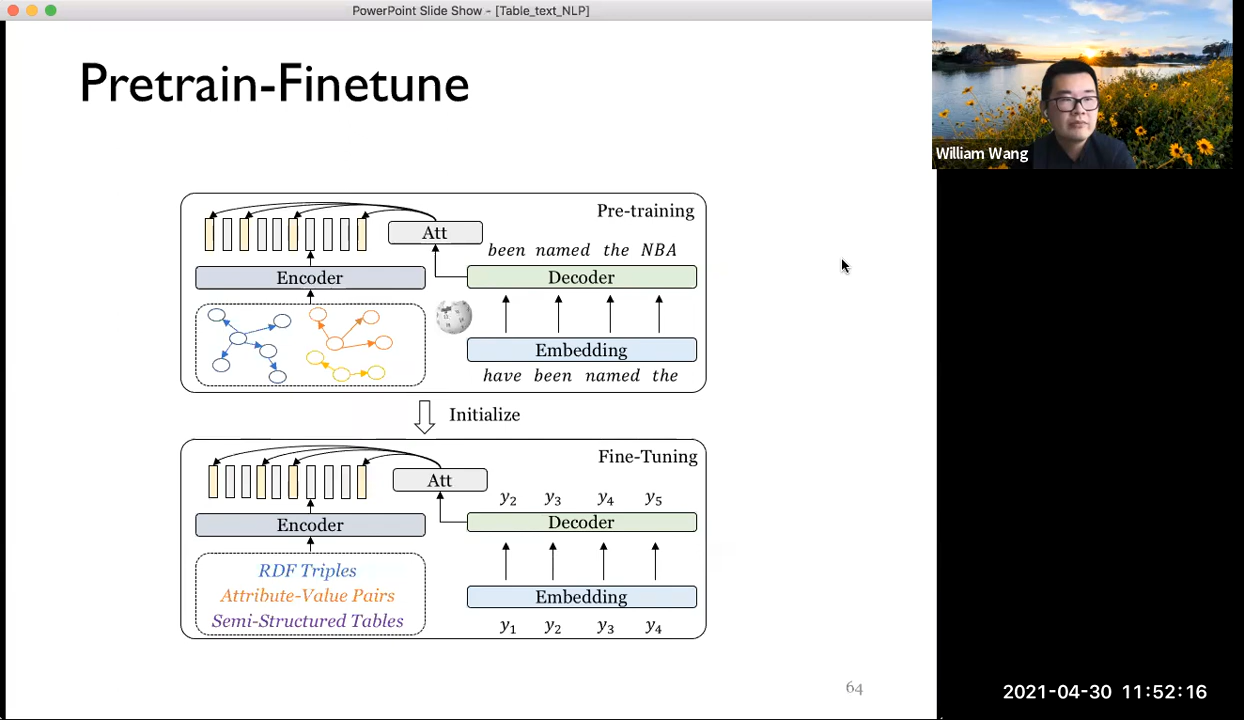 PowerPoint Slide Show - [Table_text_NLP]
Pretrain-Finetune
William Wang
Pre-training
Att
been named the NBA
Encoder
Decoder
Embedding
have been named the
Initialize
Fine-Tuning
Att
y₂ y₃ y₄ y₅
Encoder
Decoder
RDF Triples
Attribute-Value Pairs
Semi-Structured Tables
Embedding
y₁ y₂ y₃ y₄
64
2021-04-30 11:52:16